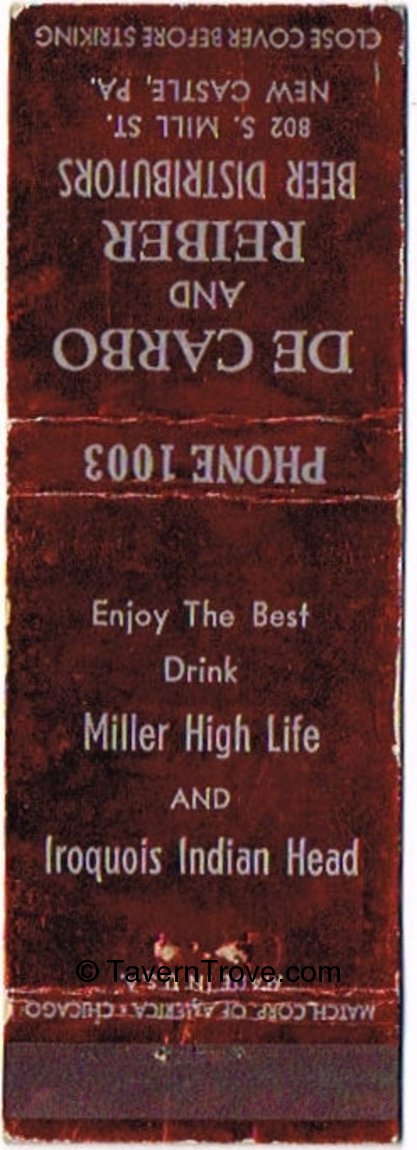 CLOSE COVER BEFORE STRIKING
DE CARBO
AND
REIBER
BEER DISTRIBUTORS
802 S. MILL ST.
NEW CASTLE, PA.
PHONE 1003
Enjoy The Best
Drink
Miller High Life
AND
Iroquois Indian Head
© TavernTrove.com
MATCH CORP. OF AMERICA • CHICAGO